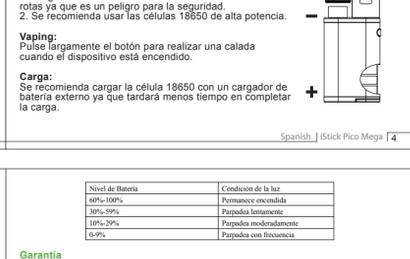 rotas ya que es un peligro para la seguridad.
2. Se recomienda usar las células 18650 de alta potencia.
Vaping:
Pulse largamente el botón para realizar una calada
cuando el dispositivo está encendido.
Carga:
Se recomienda cargar la célula 18650 con un cargador de
batería externo ya que tardará menos tiempo en completar
la carga.
− 
+
Spanish | iStick Pico Mega 4
Nivel de Batería Condición de la luz
60%-100% Permanece encendida
30%-59% Parpadea lentamente
10%-29% Parpadea moderadamente
0-9% Parpadea con frecuencia
Garantía